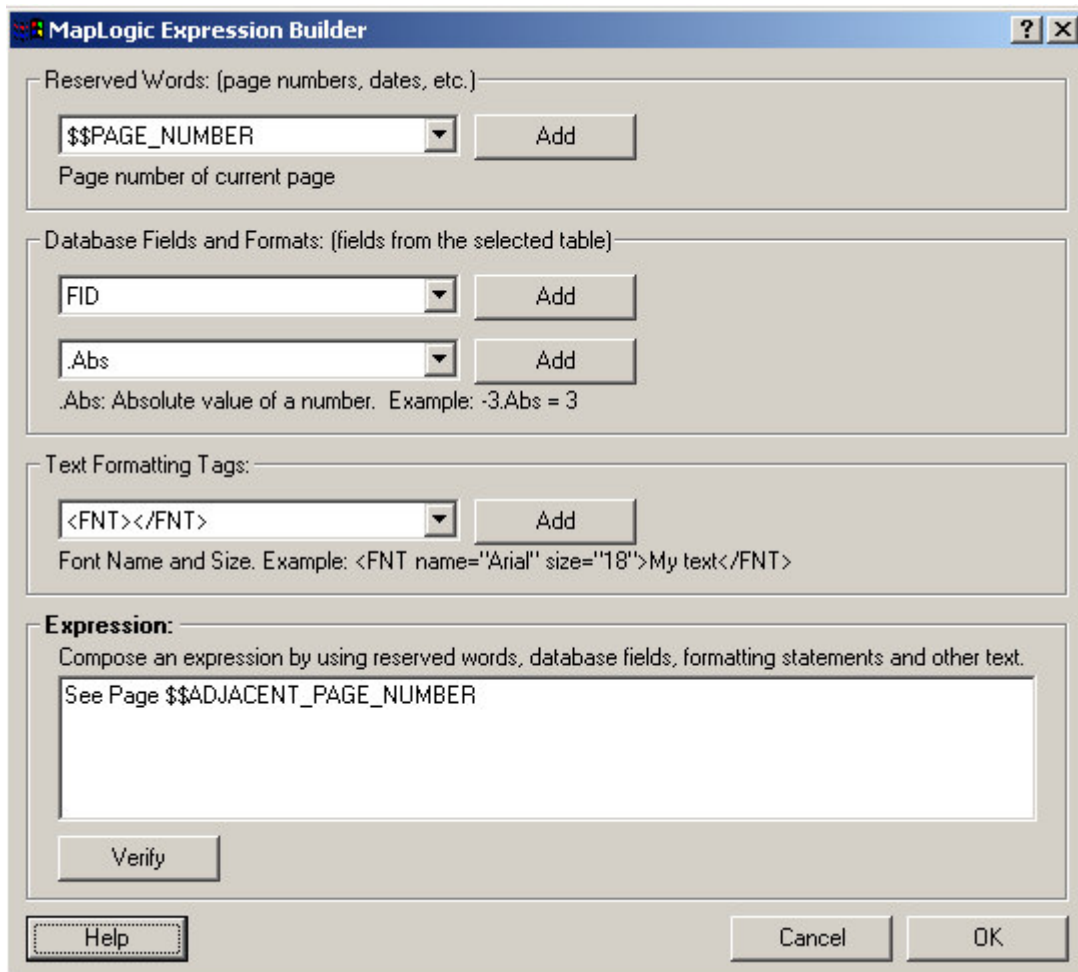 MapLogic Expression Builder
Reserved Words: (page numbers, dates, etc.)
$$PAGE_NUMBER
Add
Page number of current page
Database Fields and Formats: (fields from the selected table)
FID
Add
.Abs
Add
.Abs: Absolute value of a number.  Example: -3.Abs = 3
Text Formatting Tags:
<FNT></FNT>
Add
Font Name and Size. Example: <FNT name="Arial" size="18">My text</FNT>
Expression:
Compose an expression by using reserved words, database fields, formatting statements and other text.
See Page $$ADJACENT_PAGE_NUMBER
Verify
Help
Cancel
OK